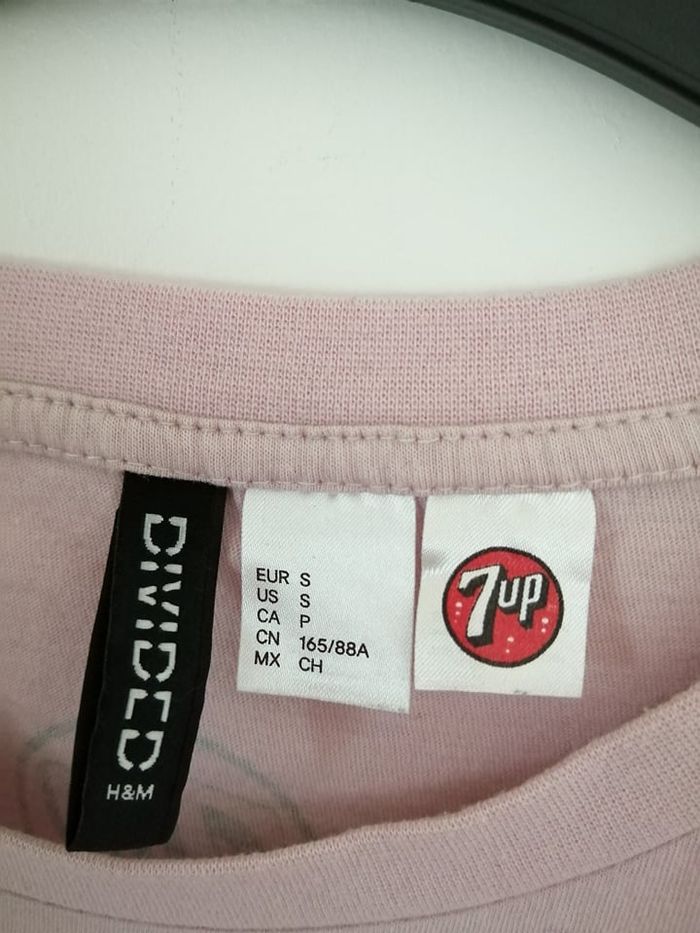 DIVIDED
H&M
EUR S
US S
CA P
CN 165/88A
MX CH
7up